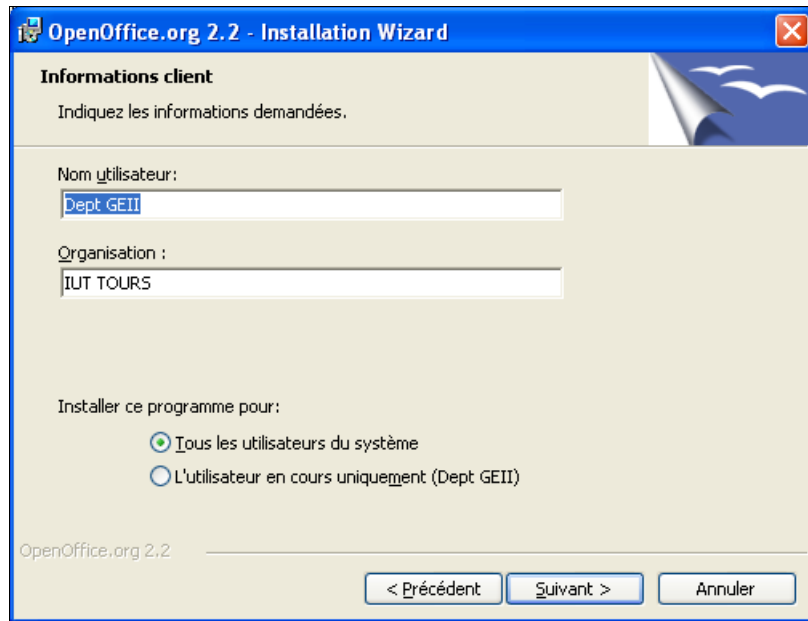 OpenOffice.org 2.2 - Installation Wizard
Informations client
Indiquez les informations demandées.
Nom utilisateur:
Dept GEII
Organisation :
IUT TOURS
Installer ce programme pour:
Tous les utilisateurs du système
L'utilisateur en cours uniquement (Dept GEII)
OpenOffice.org 2.2
< Précédent Suivant > Annuler